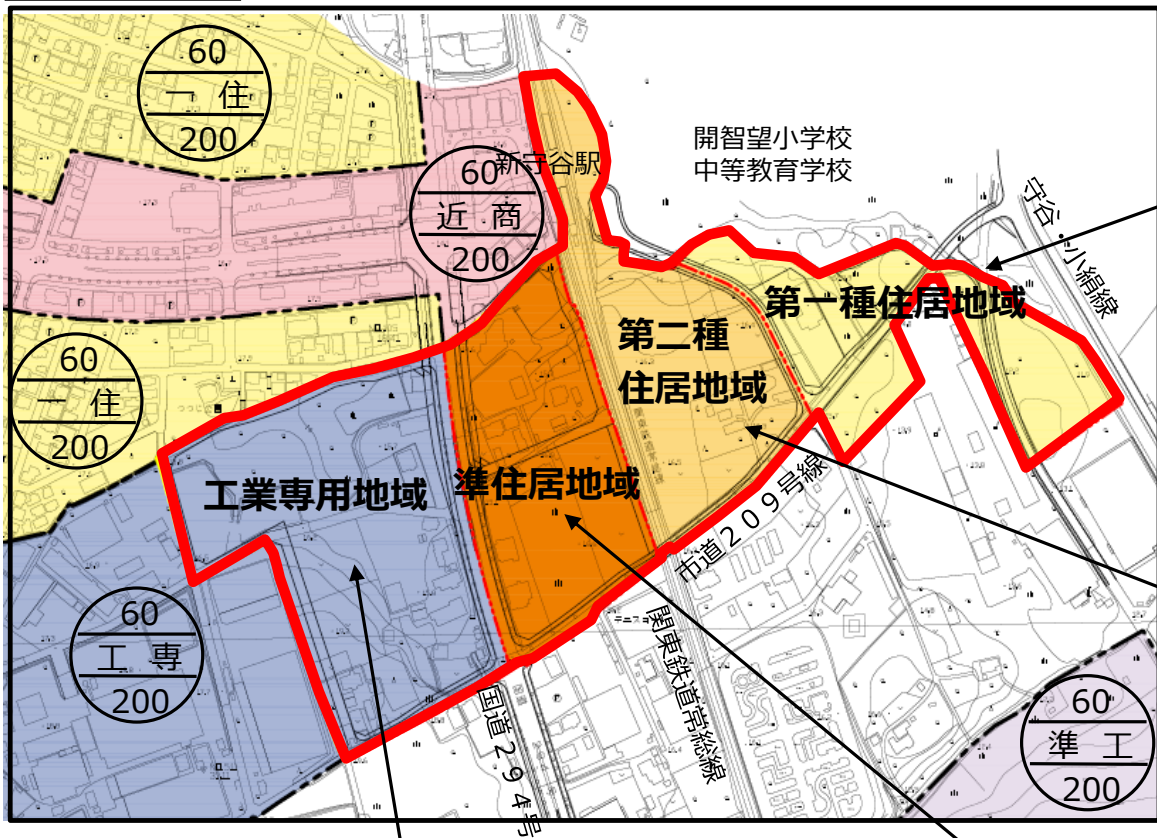 60
一 住
200
開智望小学校
中等教育学校
新守谷駅
60
近 商
200
守谷・小絹線
第一種住居地域
第二種
住居地域
60
一 住
200
工業専用地域
準住居地域
市道209号線
60
工 専
200
関東鉄道常総線
国道294号
60
準 工
200